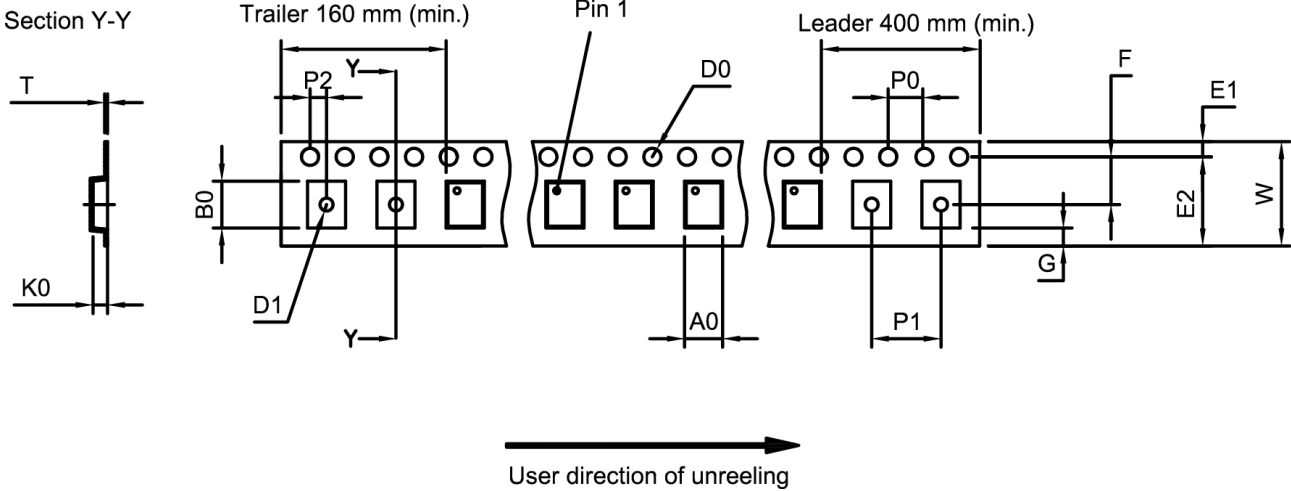 Section Y-Y
Trailer 160 mm (min.)
Pin 1
Leader 400 mm (min.)
T
P2
Y
D0
P0
F
E1
B0
E2
W
K0
D1
Y
A0
P1
G
User direction of unreeling